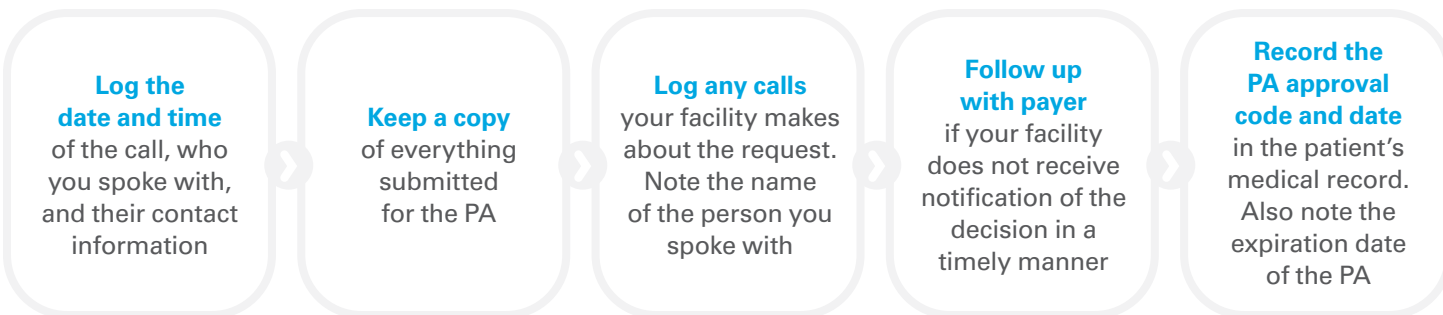 Log the
date and time
of the call, who
you spoke with,
and their contact
information
Keep a copy
of everything
submitted
for the PA
Log any calls
your facility makes
about the request.
Note the name
of the person you
spoke with
Follow up
with payer
if your facility
does not receive
notification of the
decision in a
timely manner
Record the
PA approval
code and date
in the patient’s
medical record.
Also note the
expiration date
of the PA